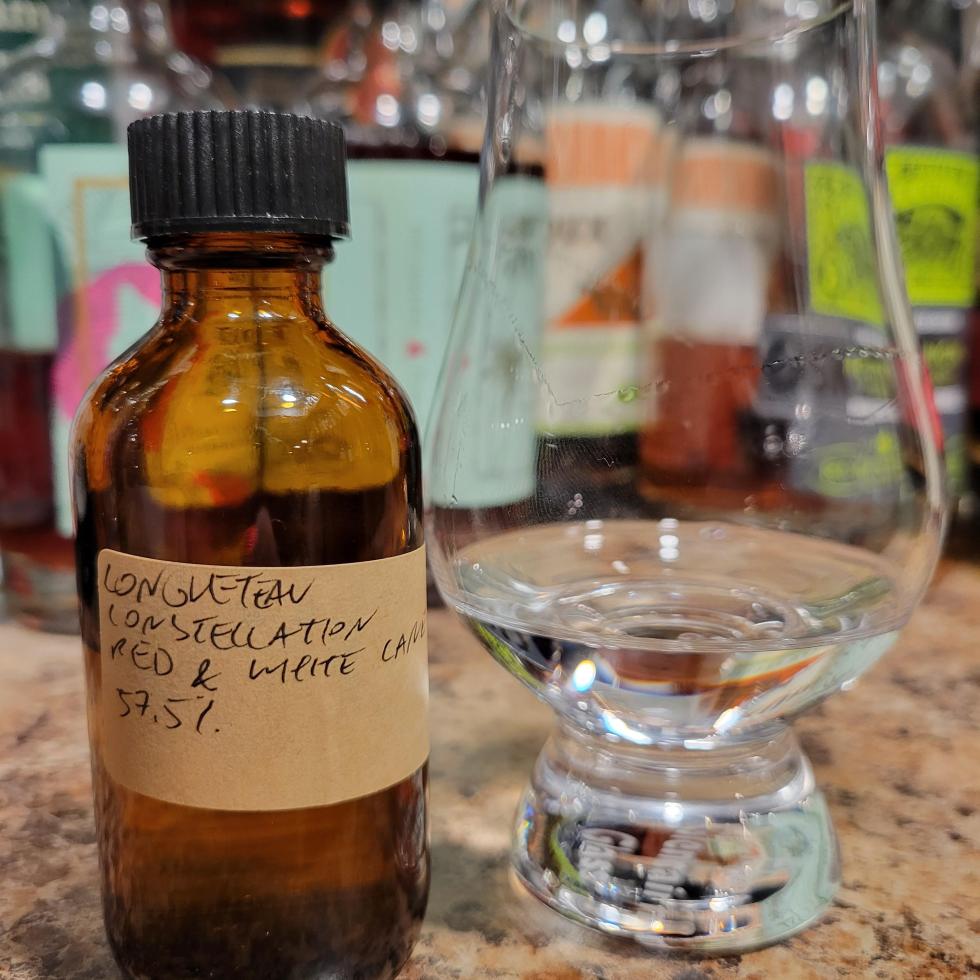 LONGUETEAU
CONSTELLATION
RED & WHITE CANE
57.5%